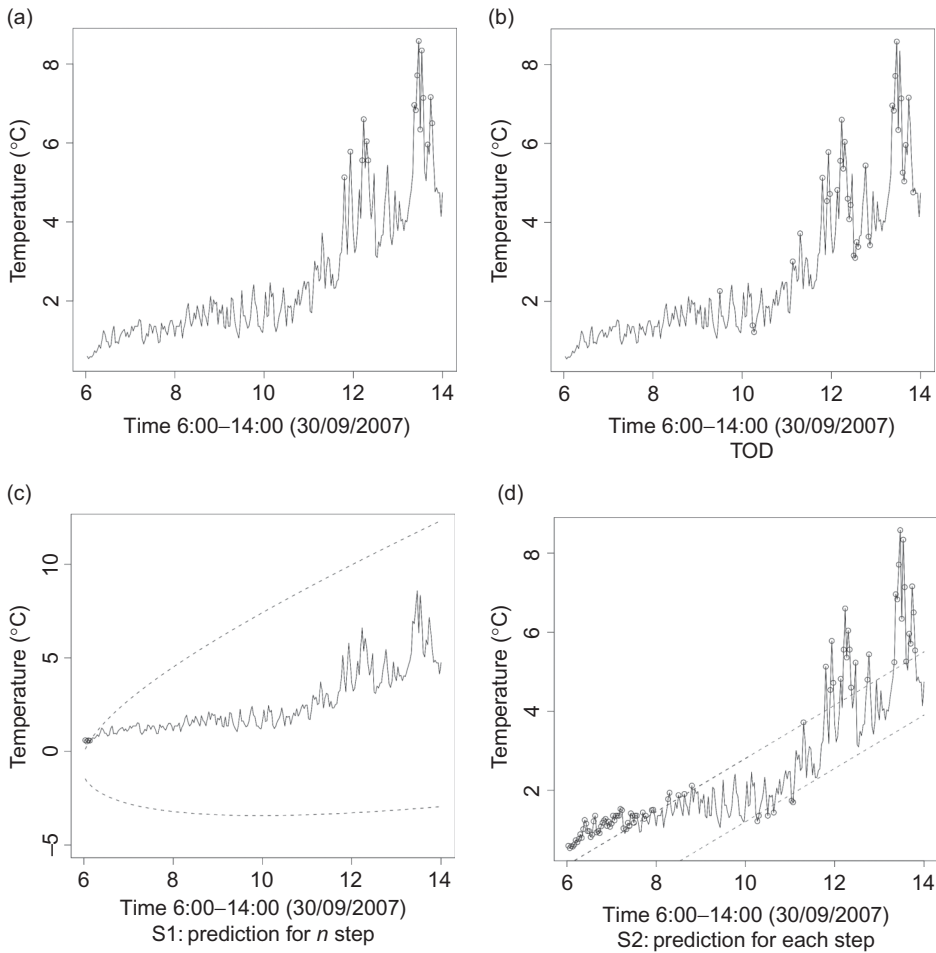 (a)
Temperature (°C)
8
6
4
2
6 8 10 12 14
Time 6:00–14:00 (30/09/2007)
(b)
Temperature (°C)
8
6
4
2
6 8 10 12 14
Time 6:00–14:00 (30/09/2007)
TOD
(c)
Temperature (°C)
10
5
0
–5
6 8 10 12 14
Time 6:00–14:00 (30/09/2007)
S1: prediction for n step
(d)
Temperature (°C)
8
6
4
2
6 8 10 12 14
Time 6:00–14:00 (30/09/2007)
S2: prediction for each step